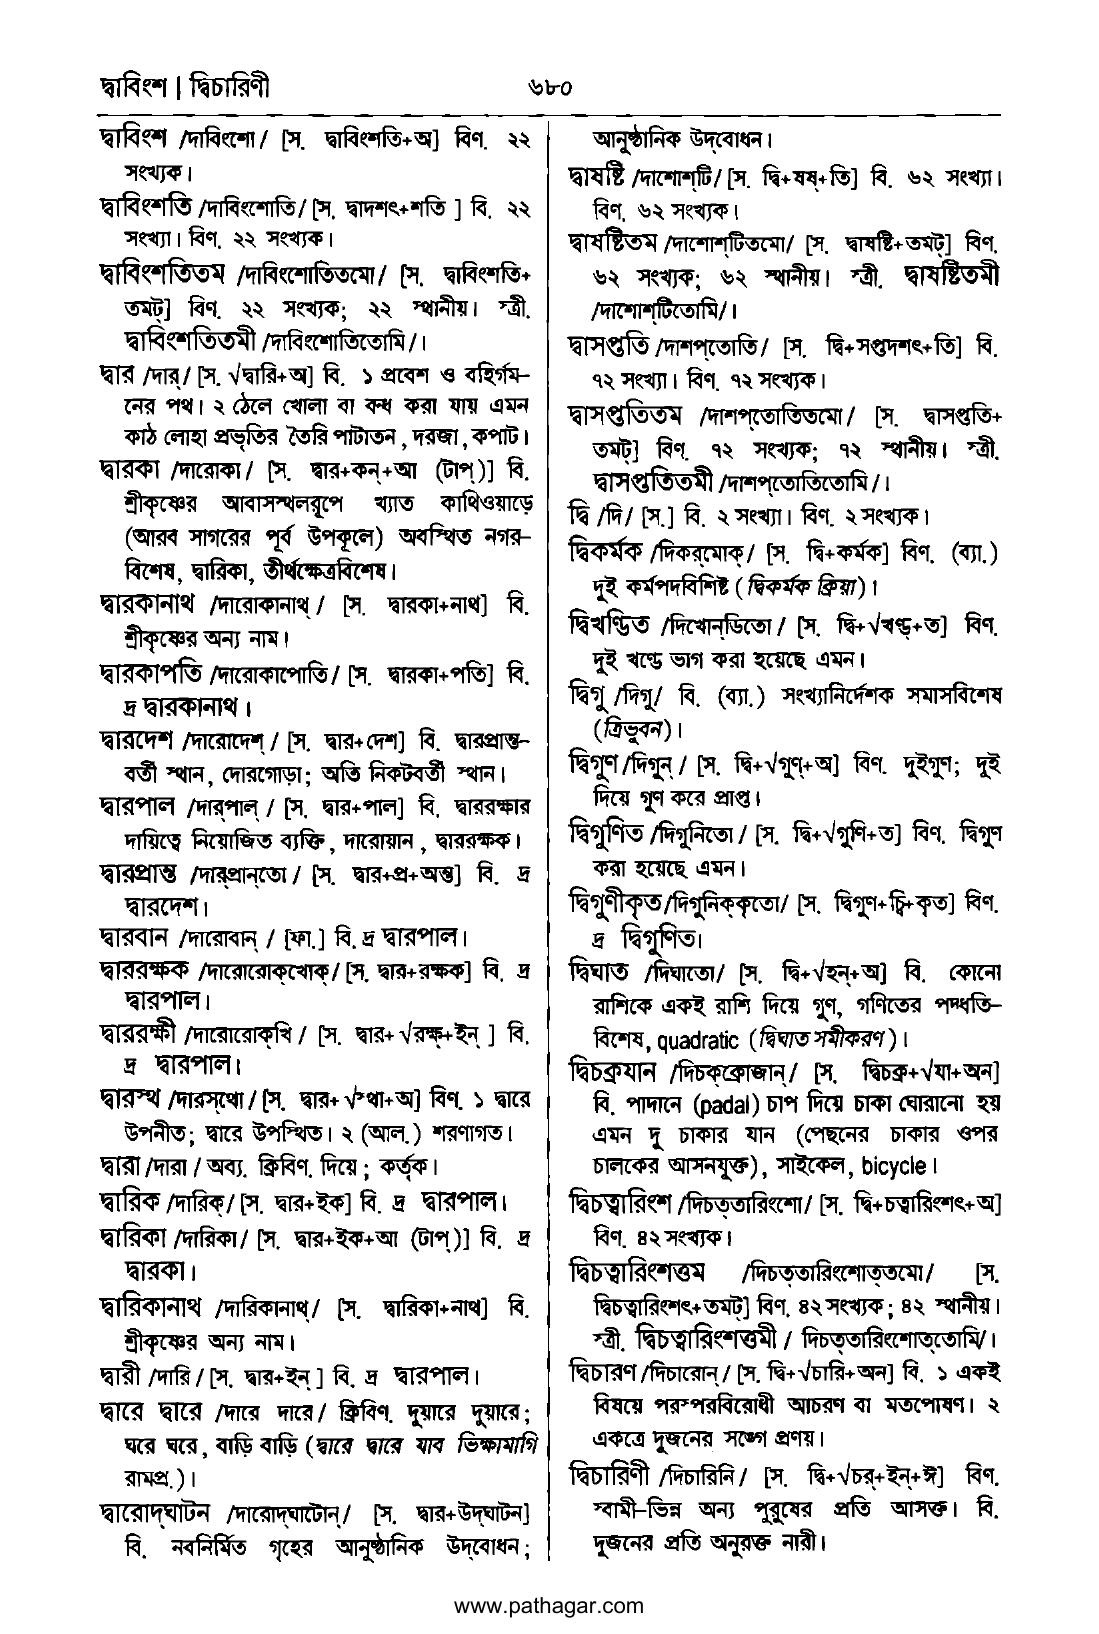 দ্বাবিংশ | দ্বিচারিণী
৬৮০
দ্বাবিংশ /দাবিংশো/ [স. দ্বাবিংশতি+অ] বিণ. ২২
সংখ্যক।
দ্বাবিংশতি /দাবিংশোতি/ [স. দ্বাদশৎ+শতি ] বি. ২২
সংখ্যা। বিণ. ২২ সংখ্যক।
দ্বাবিংশতিতম /দাবিংশোতিতমো/ [স. দ্বাবিংশতি+
তমট্] বিণ. ২২ সংখ্যক; ২২ স্থানীয়। স্ত্রী.
দ্বাবিংশতিতমী /দাবিংশোতিতোমি/।
দ্বার /দার্/ [স. √দ্বারি+অ] বি. ১ প্রবেশ ও বহির্গম–
নের পথ। ২ ঠেলে খোলা বা বন্ধ করা যায় এমন
কাঠ লোহা প্রভৃতির তৈরি পাটাতন, দরজা, কপাট।
দ্বারকা /দারোকা/ [স. দ্বার+কন্+আ (টাপ্)] বি.
শ্রীকৃষ্ণের আবাসস্থলরূপে খ্যাত কাথিওয়াড়ে
(আরব সাগরের পূর্ব উপকূলে) অবস্থিত নগর–
বিশেষ, দ্বারিকা, তীর্থক্ষেত্রবিশেষ।
দ্বারকানাথ /দারোকানাথ্/ [স. দ্বারকা+নাথ] বি.
শ্রীকৃষ্ণের অন্য নাম।
দ্বারকাপতি /দারোকাপোতি/ [স. দ্বারকা+পতি] বি.
দ্র দ্বারকানাথ।
দ্বারদেশ /দারোদেশ্/ [স. দ্বার+দেশ] বি. দ্বারপ্রান্ত–
বর্তী স্থান, দোরগোড়া; অতি নিকটবর্তী স্থান।
দ্বারপাল /দার্পাল্/ [স. দ্বার+পাল] বি. দ্বাররক্ষার
দায়িত্বে নিয়োজিত ব্যক্তি, দারোয়ান, দ্বাররক্ষক।
দ্বারপ্রান্ত /দার্প্রান্তো/ [স. দ্বার+প্র+অন্ত] বি. দ্র
দ্বারদেশ।
দ্বারবান /দারোবান্/ [ফা.] বি. দ্র দ্বারপাল।
দ্বাররক্ষক /দারোরোক্খোক্/ [স. দ্বার+রক্ষক] বি. দ্র
দ্বারপাল।
দ্বাররক্ষী /দারোরোক্খি/ [স. দ্বার+√রক্ষ্+ইন্ ] বি.
দ্র দ্বারপাল।
দ্বারস্থ /দারস্থো/ [স. দ্বার+√স্থা+অ] বিণ. ১ দ্বারে
উপনীত; দ্বারে উপস্থিত। ২ (আল.) শরণাগত।
দ্বারা /দারা/ অব্য. ক্রিবিণ. দিয়ে; কর্তৃক।
দ্বারিক /দারিক্/ [স. দ্বার+ইক] বি. দ্র দ্বারপাল।
দ্বারিকা /দারিকা/ [স. দ্বার+ইক+আ (টাপ্)] বি. দ্র
দ্বারকা।
দ্বারিকানাথ /দারিকানাথ্/ [স. দ্বারিকা+নাথ] বি.
শ্রীকৃষ্ণের অন্য নাম।
দ্বারী /দারি/ [স. দ্বার+ইন্ ] বি. দ্র দ্বারপাল।
দ্বারে দ্বারে /দারে দারে/ ক্রিবিণ. দুয়ারে দুয়ারে;
ঘরে ঘরে, বাড়ি বাড়ি (দ্বারে দ্বারে যাব ভিক্ষামাগি
রামপ্র.)।
দ্বারোদ্‌ঘাটন /দারোদ্‌ঘাটোন্/ [স. দ্বার+উদ্‌ঘাটন]
বি. নবনির্মিত গৃহের আনুষ্ঠানিক উদ্‌বোধন;
আনুষ্ঠানিক উদ্‌বোধন।
দ্বাষষ্টি /দাশোশ্‌টি/ [স. দ্বি+ষষ্+তি] বি. ৬২ সংখ্যা।
বিণ. ৬২ সংখ্যক।
দ্বাষষ্টিতম /দাশোশ্‌টিতমো/ [স. দ্বাষষ্টি+তমট্] বিণ.
৬২ সংখ্যক; ৬২ স্থানীয়। স্ত্রী. দ্বাষষ্টিতমী
/দাশোশ্‌টিতোমি/।
দ্বাসপ্ততি /দাশপ্‌তোতি/ [স. দ্বি+সপ্তদশৎ+তি] বি.
৭২ সংখ্যা। বিণ. ৭২ সংখ্যক।
দ্বাসপ্ততিতম /দাশপ্‌তোতিতমো/ [স. দ্বাসপ্ততি+
তমট্] বিণ. ৭২ সংখ্যক; ৭২ স্থানীয়। স্ত্রী.
দ্বাসপ্ততিতমী /দাশপ্‌তোতিতোমি/।
দ্বি /দি/ [স.] বি. ২ সংখ্যা। বিণ. ২ সংখ্যক।
দ্বিকর্মক /দিকর্‌মোক্/ [স. দ্বি+কর্মক] বিণ. (ব্যা.)
দুই কর্মপদবিশিষ্ট (দ্বিকর্মক ক্রিয়া)।
দ্বিখণ্ডিত /দিখোন্‌ডিতো/ [স. দ্বি+√খণ্ড্+ত] বিণ.
দুই খণ্ডে ভাগ করা হয়েছে এমন।
দ্বিগু /দিগু/ বি. (ব্যা.) সংখ্যানির্দেশক সমাসবিশেষ
(ত্রিভুবন)।
দ্বিগুণ /দিগুন্/ [স. দ্বি+√গুণ্+অ] বিণ. দুইগুণ; দুই
দিয়ে গুণ করে প্রাপ্ত।
দ্বিগুণিত /দিগুনিতো/ [স. দ্বি+√গুণি+ত] বিণ. দ্বিগুণ
করা হয়েছে এমন।
দ্বিগুণীকৃত /দিগুনিক্‌কৃতো/ [স. দ্বিগুণ+চ্বি+কৃত] বিণ.
দ্র দ্বিগুণিত।
দ্বিঘাত /দিঘাতো/ [স. দ্বি+√হন্+অ] বি. কোনো
রাশিকে একই রাশি দিয়ে গুণ, গণিতের পদ্ধতি–
বিশেষ, quadratic (দ্বিঘাত সমীকরণ)।
দ্বিচক্রযান /দিচক্‌ক্রোজান্/ [স. দ্বিচক্র+√যা+অন]
বি. পাদানে (padal) চাপ দিয়ে চাকা ঘোরানো হয়
এমন দু চাকার যান (পেছনের চাকার ওপর
চালকের আসনযুক্ত), সাইকেল, bicycle।
দ্বিচত্বারিংশ /দিচত্‌তারিংশো/ [স. দ্বি+চত্বারিংশৎ+অ]
বিণ. ৪২ সংখ্যক।
দ্বিচত্বারিংশত্তম /দিচত্‌তারিংশোত্‌তমো/ [স.
দ্বিচত্বারিংশৎ+তমট্] বিণ. ৪২ সংখ্যক; ৪২ স্থানীয়।
স্ত্রী. দ্বিচত্বারিংশত্তমী / দিচত্‌তারিংশোত্‌তোমি/।
দ্বিচারণ /দিচারোন্/ [স. দ্বি+√চারি+অন] বি. ১ একই
বিষয়ে পরস্পরবিরোধী আচরণ বা মতপোষণ। ২
একত্রে দুজনের সঙ্গে প্রণয়।
দ্বিচারিণী /দিচারিনি/ [স. দ্বি+√চর্+ইন্+ঈ] বিণ.
স্বামী–ভিন্ন অন্য পুরুষের প্রতি আসক্ত। বি.
দুজনের প্রতি অনুরক্ত নারী।
www.pathagar.com